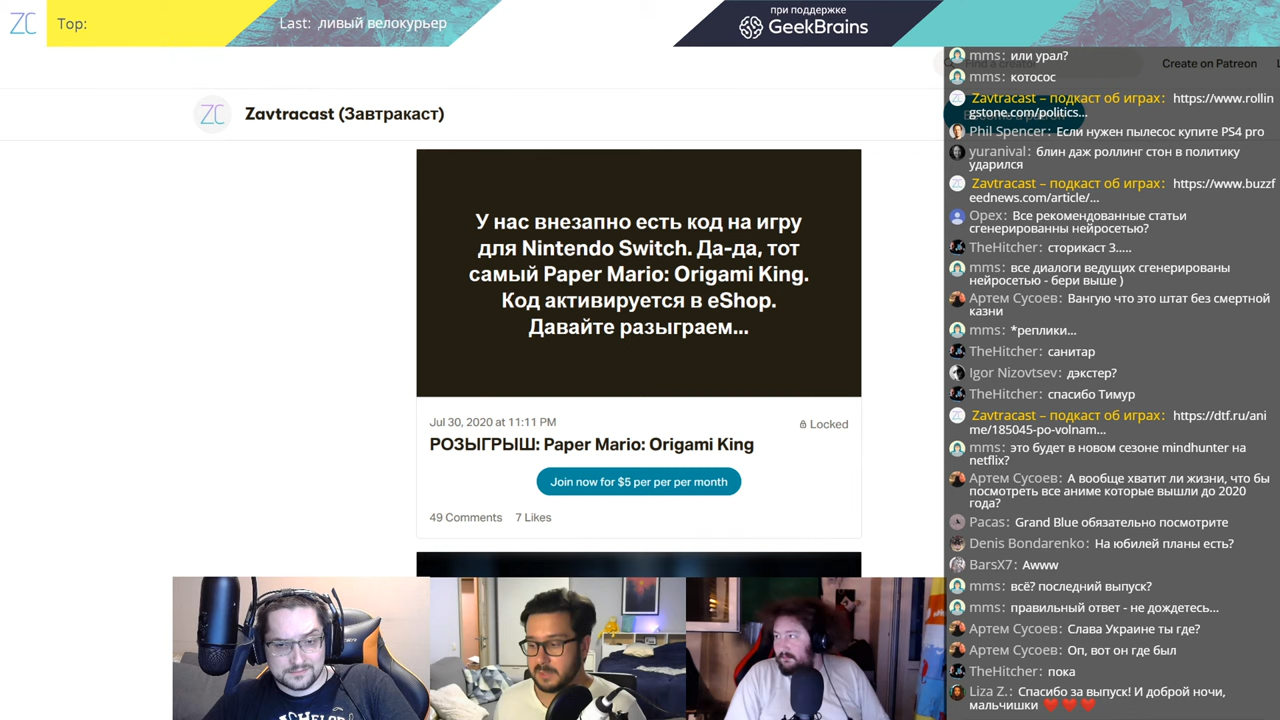 ZC
Top:
Last: ливый велокурьер
при поддержке
GeekBrains
Create on Patreon
ZC
Zavtracast (Завтракаст)
У нас внезапно есть код на игру
для Nintendo Switch. Да-да, тот
самый Paper Mario: Origami King.
Код активируется в eShop.
Давайте разыграем...
Jul 30, 2020 at 11:11 PM
Locked
РОЗЫГРЫШ: Paper Mario: Origami King
Join now for $5 per per per month
49 Comments 7 Likes
mms: или урал?
mms: котосос
Zavtracast – подкаст об играх: https://www.rollin
gstone.com/politics...
Phil Spencer: Если нужен пылесос купите PS4 pro
yuranival: блин даж роллинг стон в политику
ударился
Zavtracast – подкаст об играх: https://www.buzzf
eednews.com/article/...
Орех: Все рекомендованные статьи
сгенерированны нейросетью?
TheHitcher: сторикаст 3.....
mms: все диалоги ведущих сгенерированы
нейросетью - бери выше )
Артем Сусоев: Вангую что это штат без смертной
казни
mms: *реплики...
TheHitcher: санитар
Igor Nizovtsev: дэкстер?
TheHitcher: спасибо Тимур
Zavtracast – подкаст об играх: https://dtf.ru/ani
me/185045-po-volnam...
mms: это будет в новом сезоне mindhunter на
netflix?
Артем Сусоев: А вообще хватит ли жизни, что бы
посмотреть все аниме которые вышли до 2020
года?
Pacas: Grand Blue обязательно посмотрите
Denis Bondarenko: На юбилей планы есть?
BarsX7: Awww
mms: всё? последний выпуск?
mms: правильный ответ - не дождетесь...
Артем Сусоев: Слава Украине ты где?
Артем Сусоев: Оп, вот он где был
TheHitcher: пока
Liza Z.: Спасибо за выпуск! И доброй ночи,
мальчишки ❤️❤️❤️